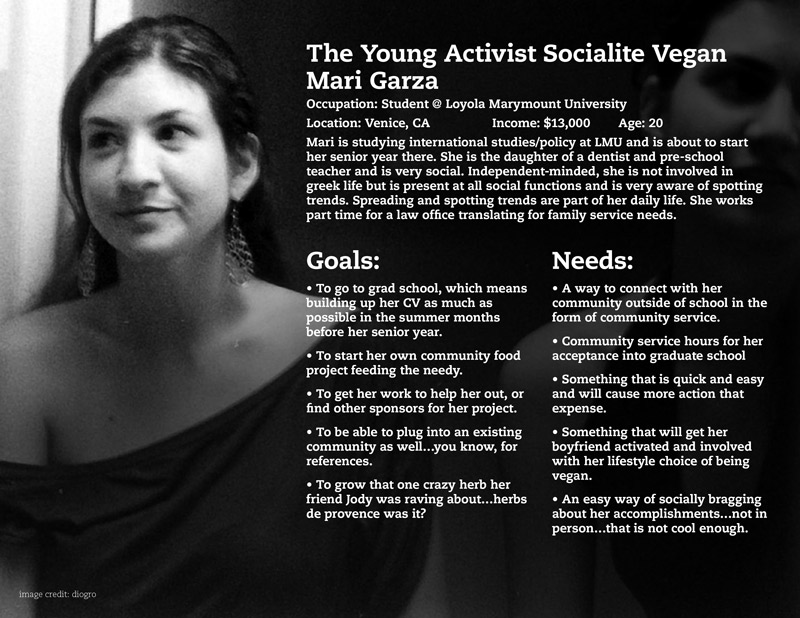 The Young Activist Socialite Vegan
Mari Garza
Occupation: Student @ Loyola Marymount University
Location: Venice, CA Income: $13,000 Age: 20
Mari is studying international studies/policy at LMU and is about to start
her senior year there. She is the daughter of a dentist and pre-school
teacher and is very social. Independent-minded, she is not involved in
greek life but is present at all social functions and is very aware of spotting
trends. Spreading and spotting trends are part of her daily life. She works
part time for a law office translating for family service needs.
Goals:
• To go to grad school, which means
building up her CV as much as
possible in the summer months
before her senior year.
• To start her own community food
project feeding the needy.
• To get her work to help her out, or
find other sponsors for her project.
• To be able to plug into an existing
community as well...you know, for
references.
• To grow that one crazy herb her
friend Jody was raving about...herbs
de provence was it?
Needs:
• A way to connect with her
community outside of school in the
form of community service.
• Community service hours for her
acceptance into graduate school
• Something that is quick and easy
and will cause more action that
expense.
• Something that will get her
boyfriend activated and involved
with her lifestyle choice of being
vegan.
• An easy way of socially bragging
about her accomplishments...not in
person...that is not cool enough.
image credit: diogro